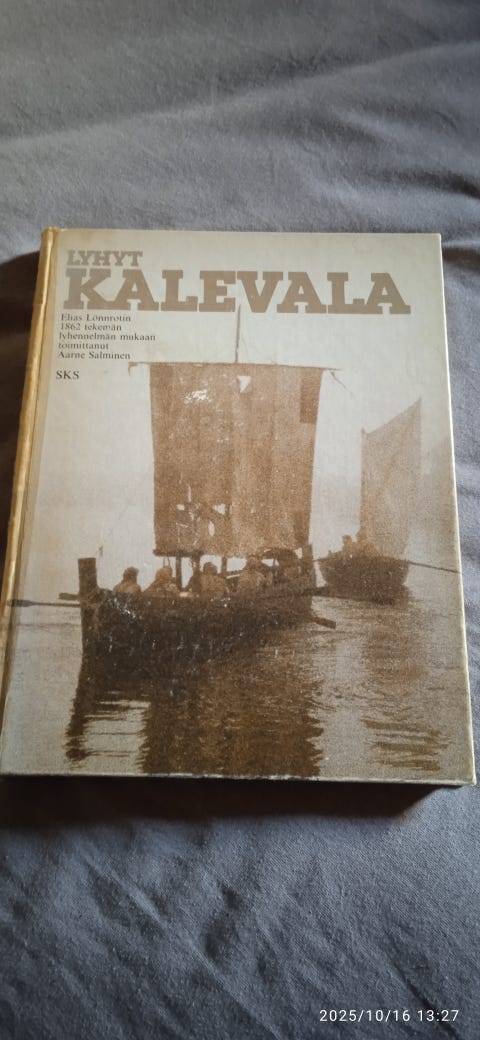 LYHYT
KALEVALA
Elias Lönnrotin
1862 tekemän
lyhennelmän mukaan
toimittanut
Aarne Salminen
SKS
2025/10/16 13:27